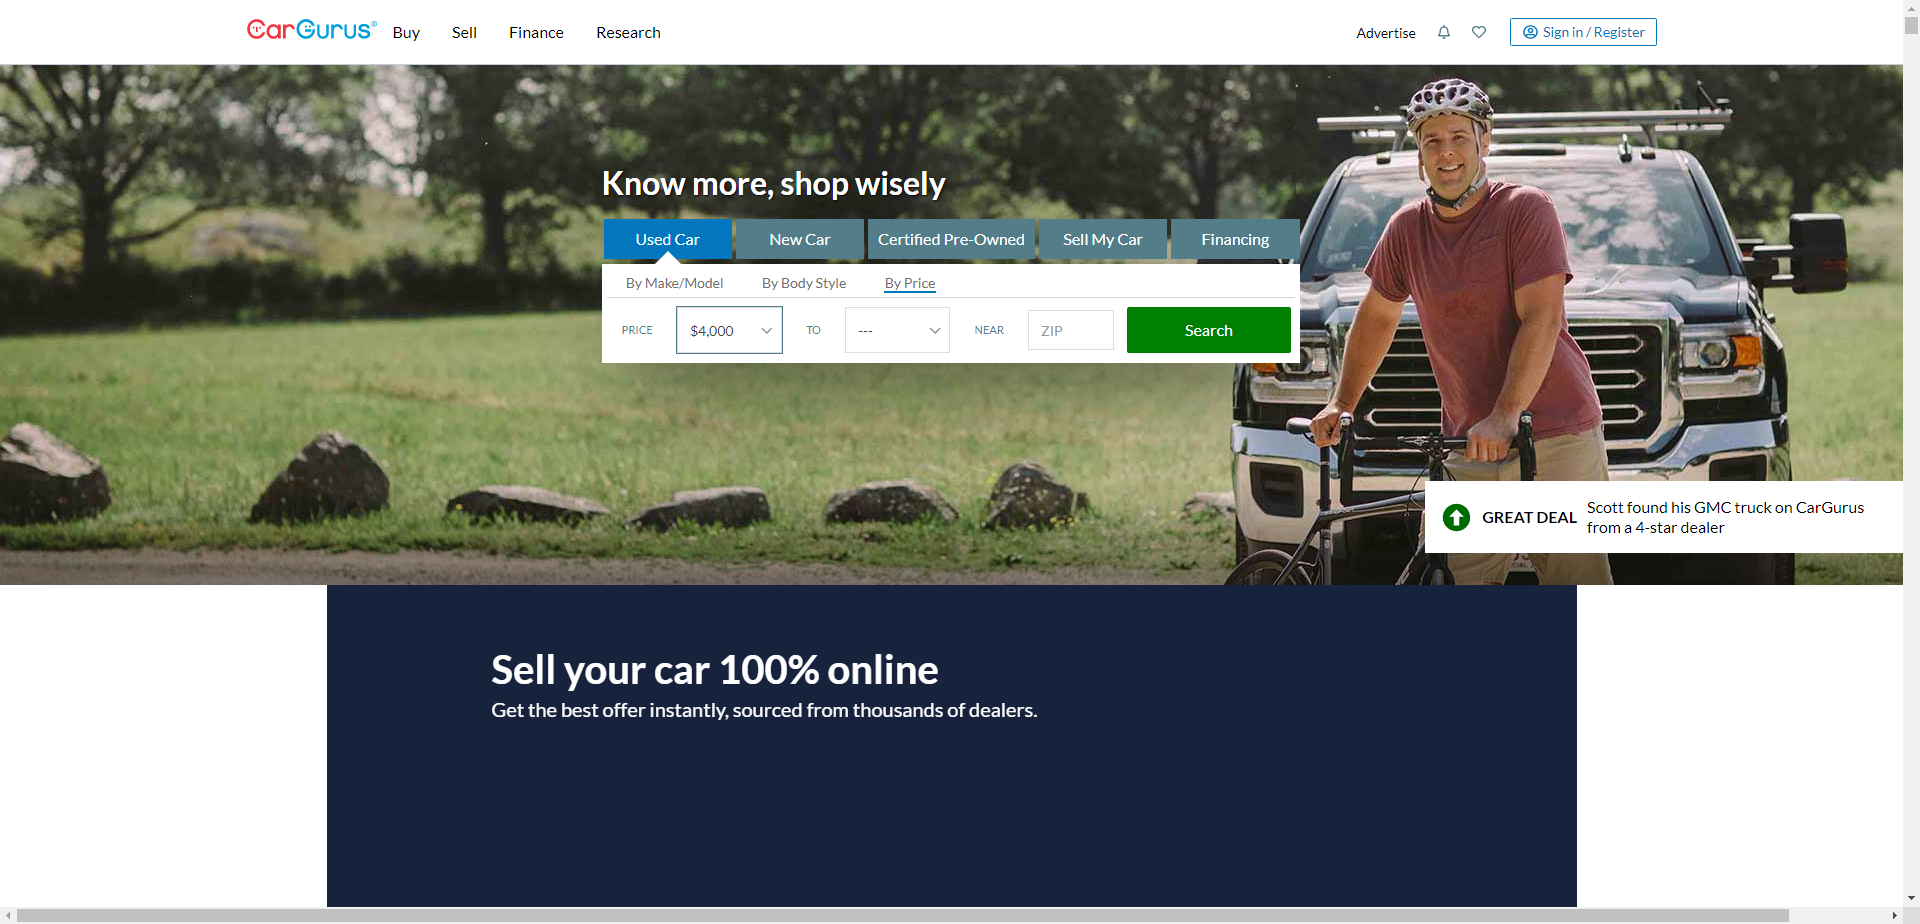 CarGurus®
Buy
Sell
Finance
Research
Advertise
Sign in / Register
Know more, shop wisely
Used Car
New Car
Certified Pre-Owned
Sell My Car
Financing
By Make/Model
By Body Style
By Price
PRICE
$4,000
TO
---
NEAR
ZIP
Search
GREAT DEAL
Scott found his GMC truck on CarGurus
from a 4-star dealer
Sell your car 100% online
Get the best offer instantly, sourced from thousands of dealers.